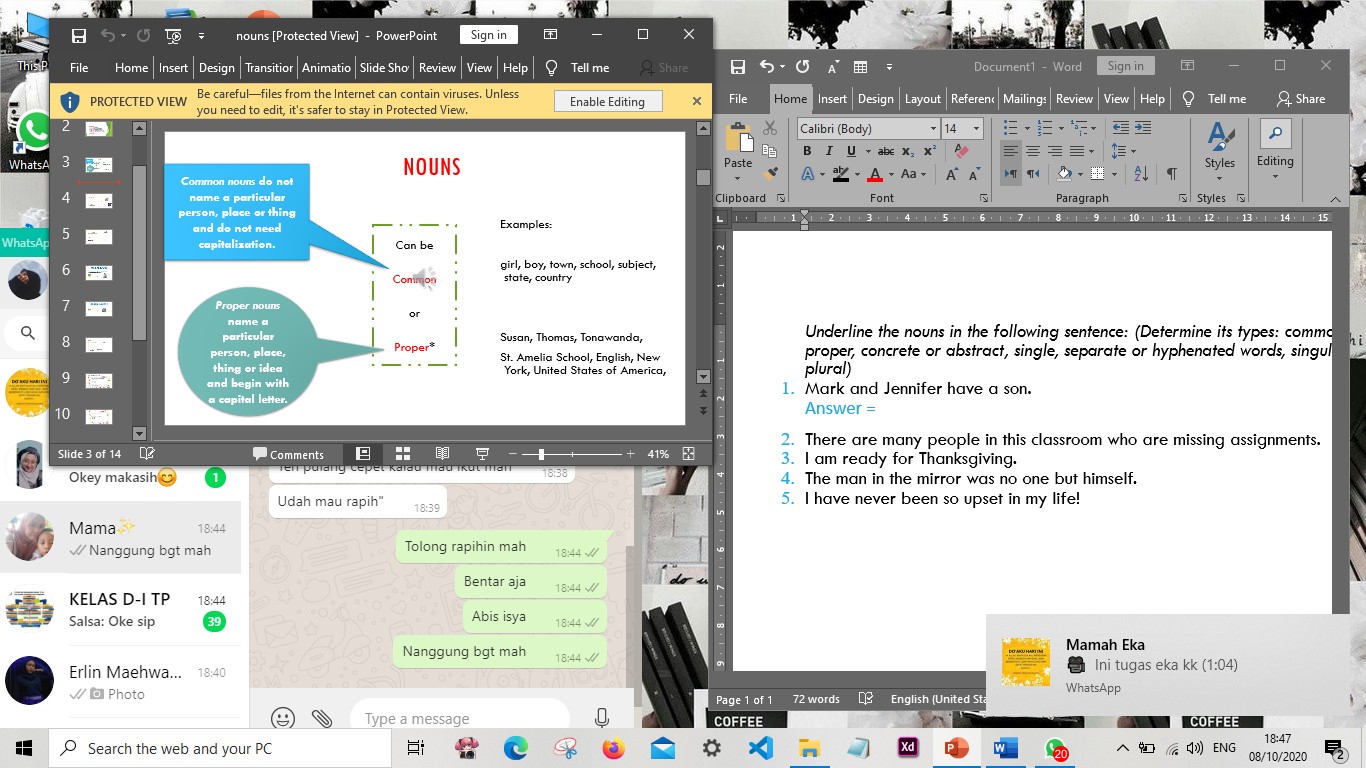 This P
WhatsA
nouns [Protected View] - PowerPoint
Sign in
File Home Insert Design Transition Animatio Slide Sho Review View Help Tell me Share
PROTECTED VIEW
Be careful—files from the Internet can contain viruses. Unless
you need to edit, it's safer to stay in Protected View.
Enable Editing
2
3
4
5
6
7
8
9
10
NOUNS
Common nouns do not
name a particular
person, place or thing
and do not need
capitalization.
Proper nouns
name a
particular
person, place,
thing or idea
and begin with
a capital letter.
Can be
Common
or
Proper*
Examples:
girl, boy, town, school, subject,
state, country
Susan, Thomas, Tonawanda,
St. Amelia School, English, New
York, United States of America,
Slide 3 of 14
Comments
41%
Document1 - Word
Sign in
File Home Insert Design Layout Referenc Mailings Review View Help Tell me Share
Paste
Calibri (Body) 14
Styles
Editing
Clipboard Font Paragraph Styles
Underline the nouns in the following sentence: (Determine its types: commo
proper, concrete or abstract, single, separate or hyphenated words, singul
plural)
1. Mark and Jennifer have a son.
Answer =
2. There are many people in this classroom who are missing assignments.
3. I am ready for Thanksgiving.
4. The man in the mirror was no one but himself.
5. I have never been so upset in my life!
Page 1 of 1 72 words English (United Sta
WhatsAp
Okey makasih😊 1
Mama✨ 18:44
Nanggung bgt mah
KELAS D-I TP 18:44
Salsa: Oke sip 39
Erlin Maehwa... 18:40
Photo
Teh pulang cepet kalau mau ikut mah
18:38
Udah mau rapih" 18:39
Tolong rapihin mah 18:44
Bentar aja 18:44
Abis isya 18:44
Nanggung bgt mah 18:44
Type a message
Mamah Eka
Ini tugas eka kk (1:04)
WhatsApp
COFFEE
COFFEE
Search the web and your PC
Xd
20
ENG
18:47
08/10/2020
2